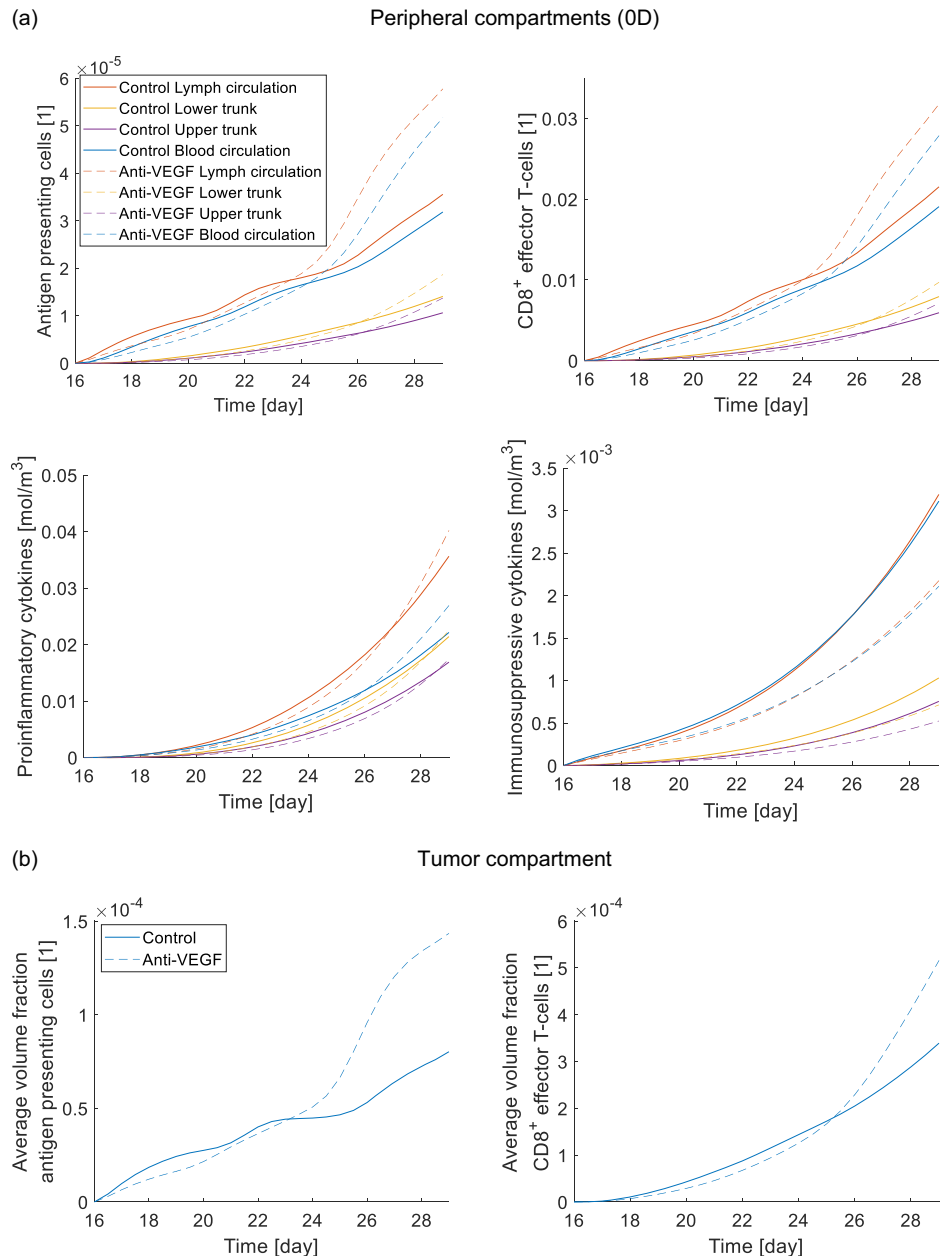 (a)
Peripheral compartments (0D)
×10-5
6
5
4
3
2
1
0
Antigen presenting cells [1]
Control Lymph circulation
Control Lower trunk
Control Upper trunk
Control Blood circulation
Anti-VEGF Lymph circulation
Anti-VEGF Lower trunk
Anti-VEGF Upper trunk
Anti-VEGF Blood circulation
16 18 20 22 24 26 28
Time [day]
0.03
0.02
0.01
0
CD8+ effector T-cells [1]
16 18 20 22 24 26 28
Time [day]
0.05
0.04
0.03
0.02
0.01
0
Proinflammatory cytokines [mol/m3]
16 18 20 22 24 26 28
Time [day]
×10-3
3.5
3
2.5
2
1.5
1
0.5
0
Immunosuppressive cytokines [mol/m3]
16 18 20 22 24 26 28
Time [day]
(b)
Tumor compartment
×10-4
1.5
1
0.5
0
Average volume fraction
antigen presenting cells [1]
Control
Anti-VEGF
16 18 20 22 24 26 28
Time [day]
×10-4
6
5
4
3
2
1
0
Average volume fraction
CD8+ effector T-cells [1]
16 18 20 22 24 26 28
Time [day]